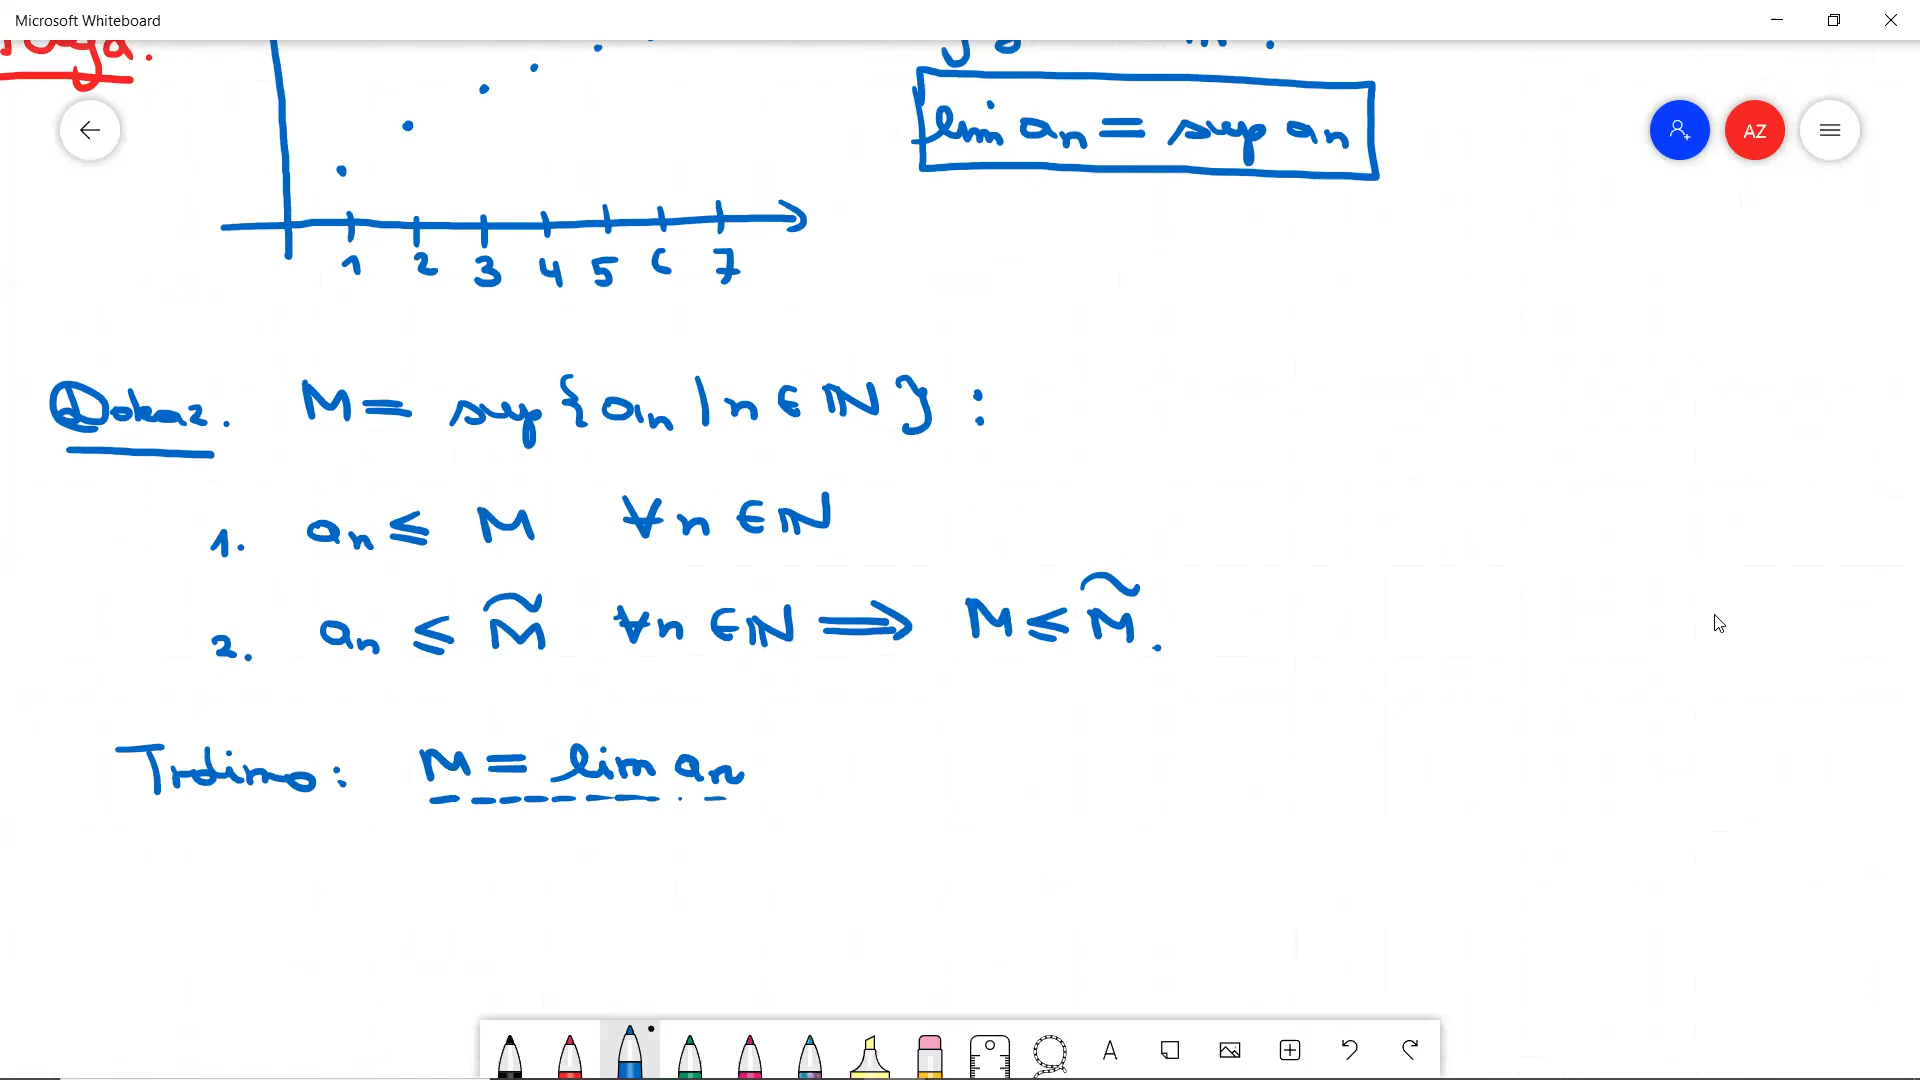 Microsoft Whiteboard
lim aₙ = sup aₙ
AZ
1 2 3 4 5 6 7
Dokaz. M = sup{aₙ | n ∈ ℕ} :
1. aₙ ≤ M ∀n ∈ ℕ
2. aₙ ≤ M̃ ∀n ∈ ℕ ⟹ M ≤ M̃.
Trdimo: M = lim aₙ
A